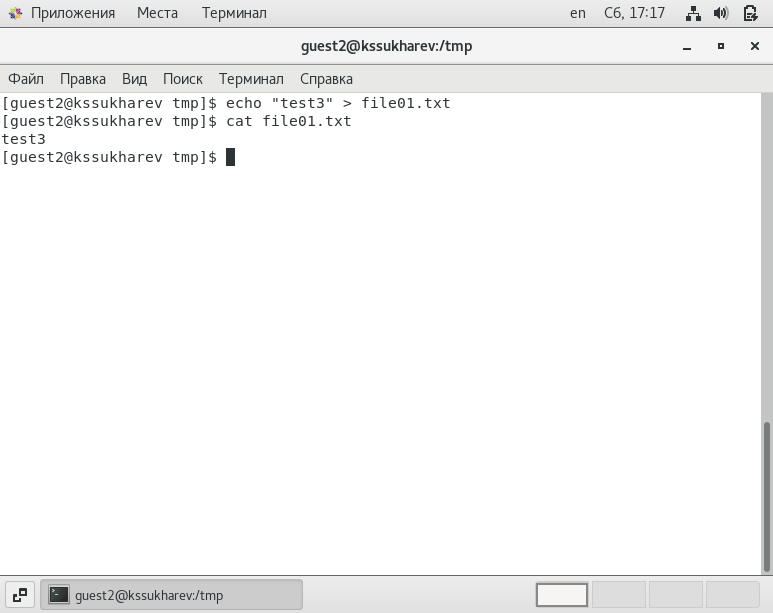 Приложения Места Терминал en Сб, 17:17
guest2@kssukharev:/tmp
Файл Правка Вид Поиск Терминал Справка
[guest2@kssukharev tmp]$ echo "test3" > file01.txt
[guest2@kssukharev tmp]$ cat file01.txt
test3
[guest2@kssukharev tmp]$
guest2@kssukharev:/tmp